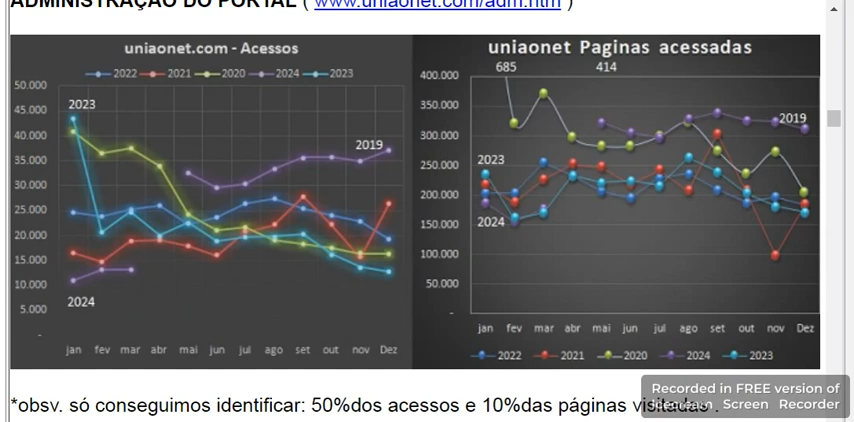 ADMINISTRAÇÃO DO PORTAL ( www.uniaonet.com/adm.htm )
uniaonet.com - Acessos
2022 2021 2020 2024 2023
50.000
45.000
40.000
35.000
30.000
25.000
20.000
15.000
10.000
5.000
-
2023
2019
2024
jan fev mar abr mai jun jul ago set out nov Dez
uniaonet Paginas acessadas
685 414
400.000
350.000
300.000
250.000
200.000
150.000
100.000
50.000
-
2019
2023
2024
jan fev mar abr mai jun jul ago set out nov Dez
2022 2021 2020 2024 2023
*obsv. só conseguimos identificar: 50%dos acessos e 10%das páginas visitadas .
Recorded in FREE version of
Icecream Screen Recorder